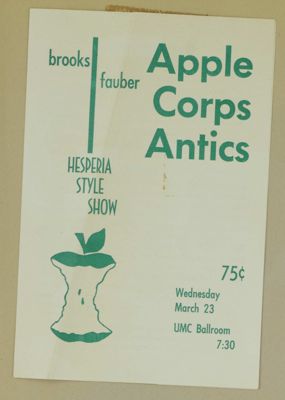 brooks
fauber
Apple
Corps
Antics
HESPERIA
STYLE
SHOW
75¢
Wednesday
March 23
UMC Ballroom
7:30